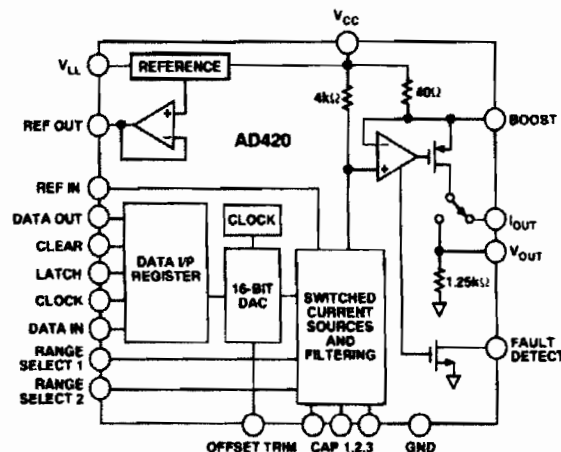 VCC
VLL
REFERENCE
4kΩ
40Ω
REF OUT
BOOST
AD420
REF IN
DATA OUT
CLOCK
IOUT
CLEAR
VOUT
LATCH
DATA I/P
REGISTER
16-BIT
DAC
SWITCHED
CURRENT
SOURCES
AND
FILTERING
1.25kΩ
CLOCK
DATA IN
RANGE
SELECT 1
FAULT
DETECT
RANGE
SELECT 2
OFFSET TRIM
CAP 1,2,3
GND